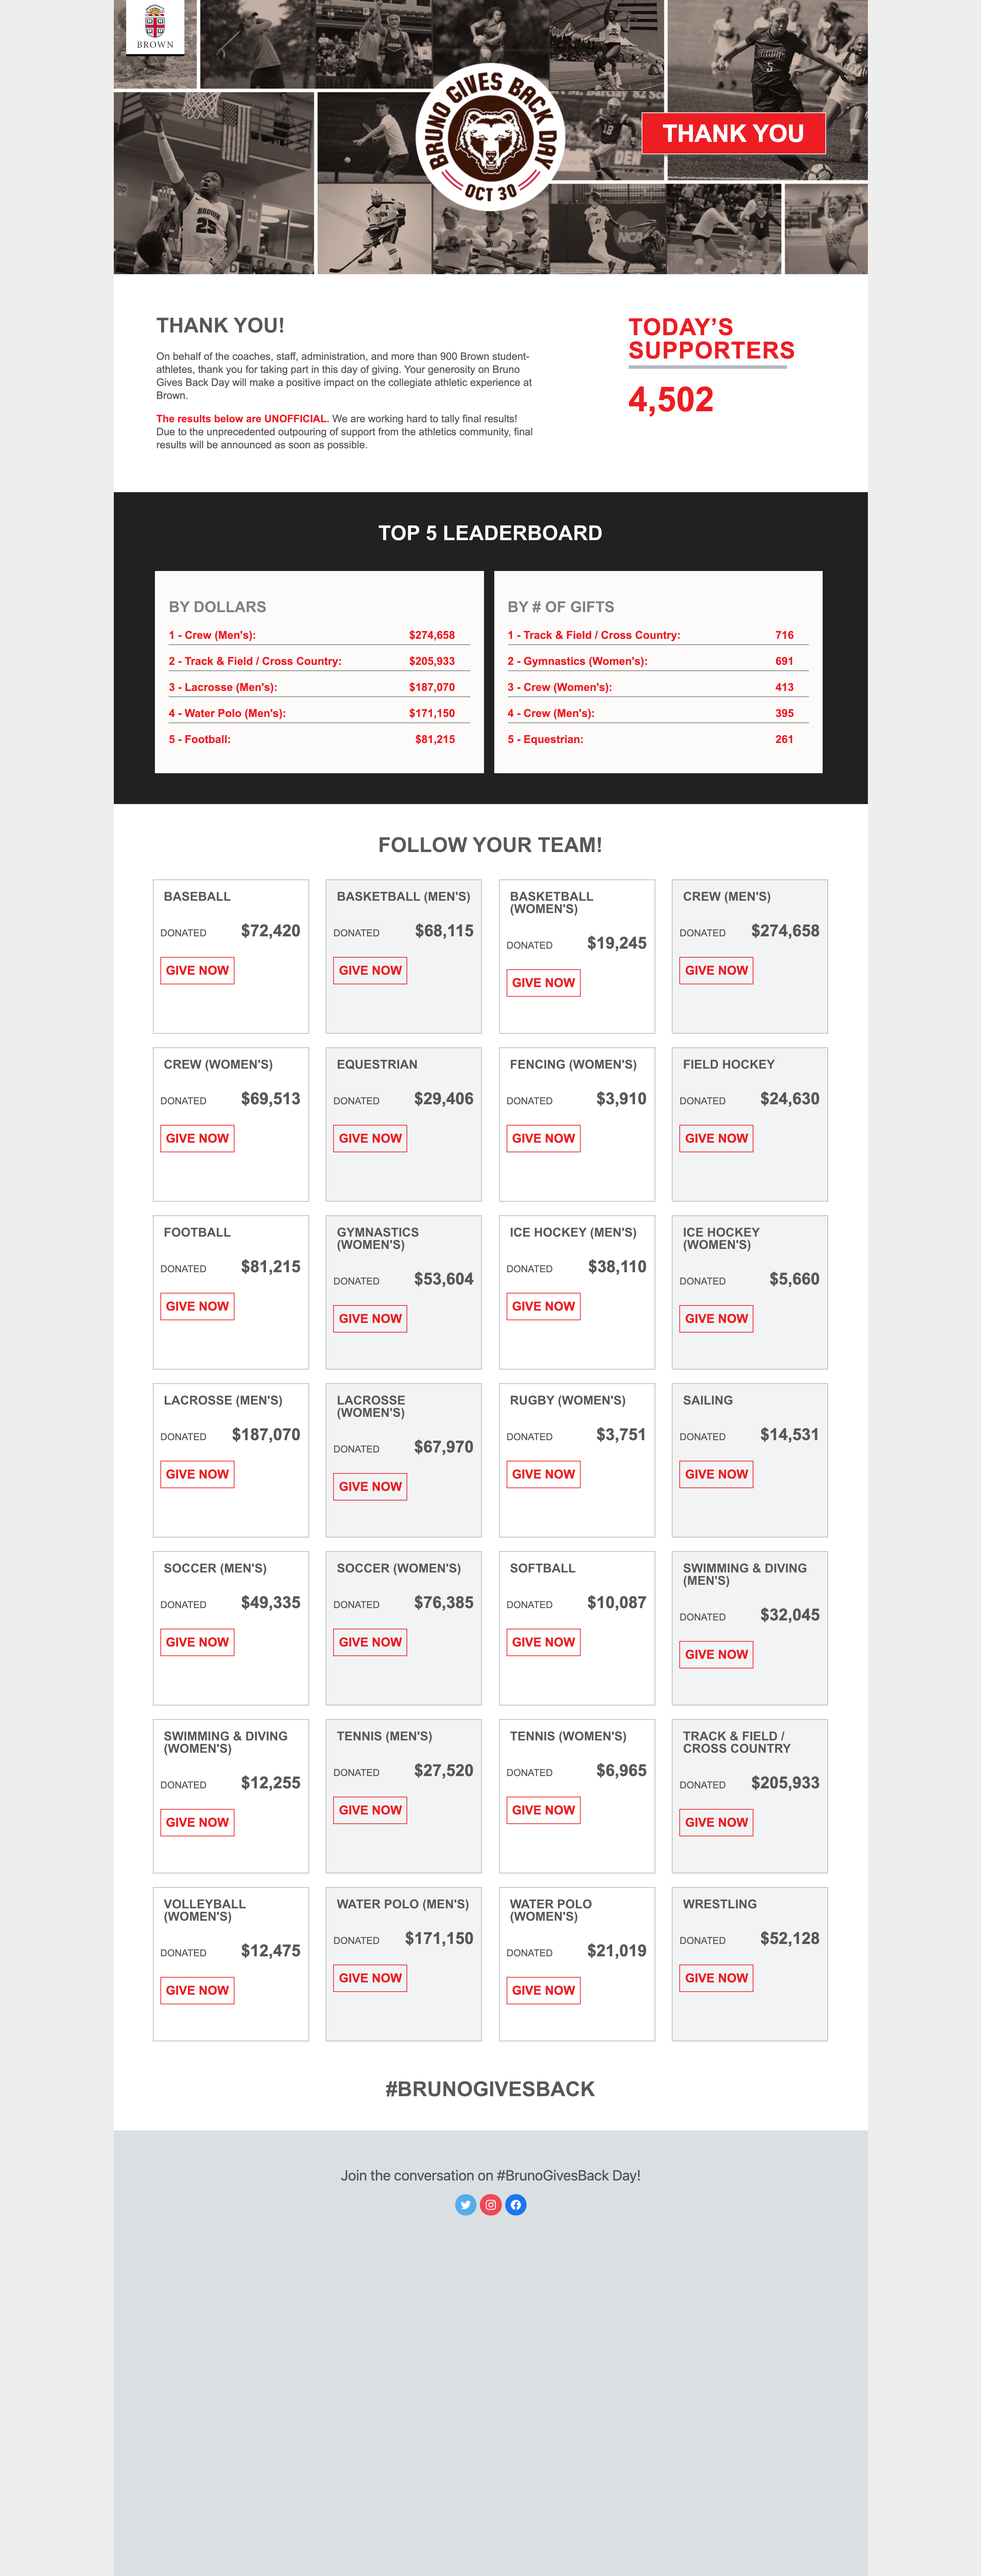 BROWN
BRUNO GIVES BACK DAY
OCT 30
THANK YOU
BROWN
5
18
BROWN
25
27
NCA
THANK YOU!
On behalf of the coaches, staff, administration, and more than 900 Brown student-
athletes, thank you for taking part in this day of giving. Your generosity on Bruno
Gives Back Day will make a positive impact on the collegiate athletic experience at
Brown.
The results below are UNOFFICIAL. We are working hard to tally final results!
Due to the unprecedented outpouring of support from the athletics community, final
results will be announced as soon as possible.
TODAY’S
SUPPORTERS
4,502
TOP 5 LEADERBOARD
BY DOLLARS
1 - Crew (Men's): $274,658
2 - Track & Field / Cross Country: $205,933
3 - Lacrosse (Men's): $187,070
4 - Water Polo (Men's): $171,150
5 - Football: $81,215
BY # OF GIFTS
1 - Track & Field / Cross Country: 716
2 - Gymnastics (Women's): 691
3 - Crew (Women's): 413
4 - Crew (Men's): 395
5 - Equestrian: 261
FOLLOW YOUR TEAM!
BASEBALL
DONATED $72,420
GIVE NOW
BASKETBALL (MEN'S)
DONATED $68,115
GIVE NOW
BASKETBALL
(WOMEN'S)
DONATED $19,245
GIVE NOW
CREW (MEN'S)
DONATED $274,658
GIVE NOW
CREW (WOMEN'S)
DONATED $69,513
GIVE NOW
EQUESTRIAN
DONATED $29,406
GIVE NOW
FENCING (WOMEN'S)
DONATED $3,910
GIVE NOW
FIELD HOCKEY
DONATED $24,630
GIVE NOW
FOOTBALL
DONATED $81,215
GIVE NOW
GYMNASTICS
(WOMEN'S)
DONATED $53,604
GIVE NOW
ICE HOCKEY (MEN'S)
DONATED $38,110
GIVE NOW
ICE HOCKEY
(WOMEN'S)
DONATED $5,660
GIVE NOW
LACROSSE (MEN'S)
DONATED $187,070
GIVE NOW
LACROSSE
(WOMEN'S)
DONATED $67,970
GIVE NOW
RUGBY (WOMEN'S)
DONATED $3,751
GIVE NOW
SAILING
DONATED $14,531
GIVE NOW
SOCCER (MEN'S)
DONATED $49,335
GIVE NOW
SOCCER (WOMEN'S)
DONATED $76,385
GIVE NOW
SOFTBALL
DONATED $10,087
GIVE NOW
SWIMMING & DIVING
(MEN'S)
DONATED $32,045
GIVE NOW
SWIMMING & DIVING
(WOMEN'S)
DONATED $12,255
GIVE NOW
TENNIS (MEN'S)
DONATED $27,520
GIVE NOW
TENNIS (WOMEN'S)
DONATED $6,965
GIVE NOW
TRACK & FIELD /
CROSS COUNTRY
DONATED $205,933
GIVE NOW
VOLLEYBALL
(WOMEN'S)
DONATED $12,475
GIVE NOW
WATER POLO (MEN'S)
DONATED $171,150
GIVE NOW
WATER POLO
(WOMEN'S)
DONATED $21,019
GIVE NOW
WRESTLING
DONATED $52,128
GIVE NOW
#BRUNOGIVESBACK
Join the conversation on #BrunoGivesBack Day!